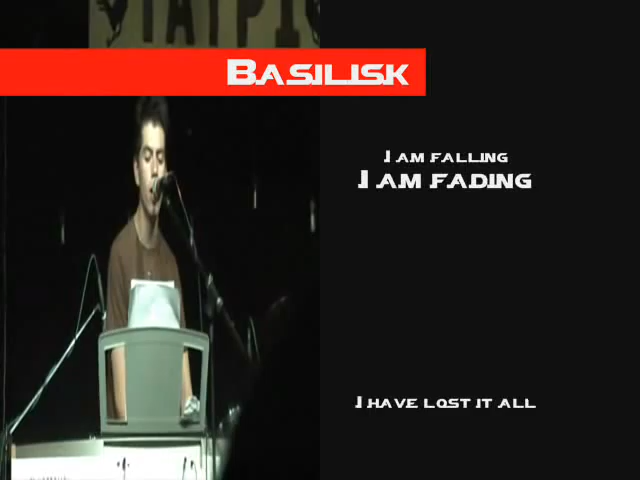 BASILISK
I AM FALLING
I AM FADING
I HAVE LOST IT ALL